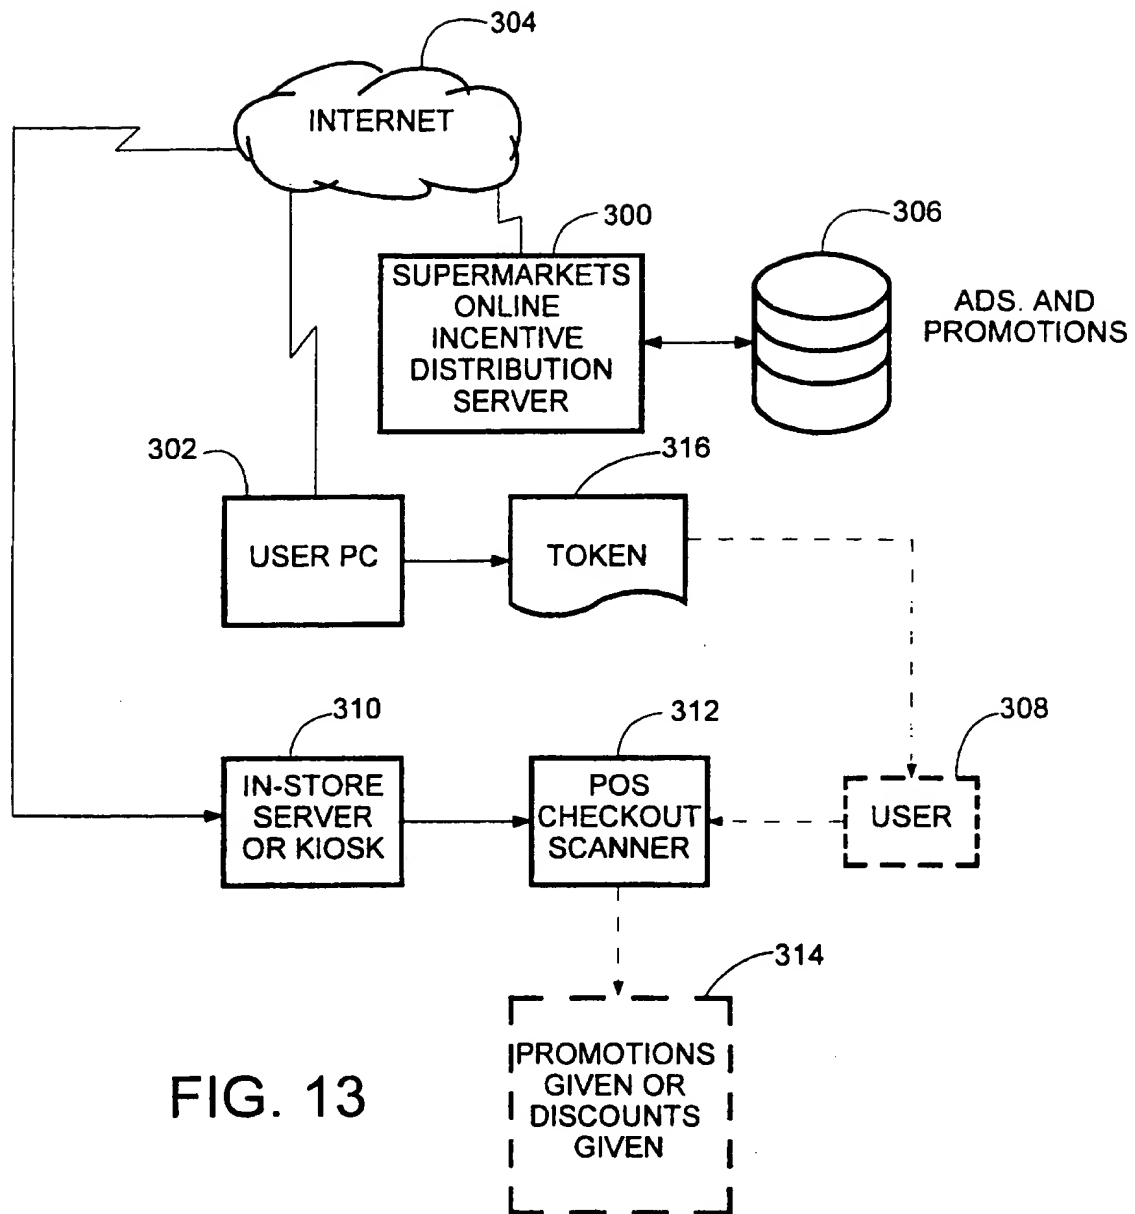 304
INTERNET
300
306
SUPERMARKETS
ONLINE
INCENTIVE
DISTRIBUTION
SERVER
ADS. AND
PROMOTIONS
302
316
USER PC
TOKEN
310
312
308
IN-STORE
SERVER
OR KIOSK
POS
CHECKOUT
SCANNER
USER
314
PROMOTIONS
GIVEN OR
DISCOUNTS
GIVEN
FIG. 13